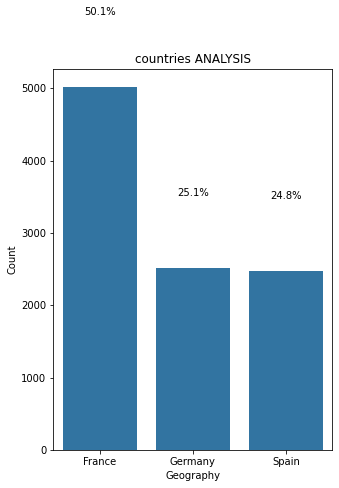 50.1%
countries ANALYSIS
5000
4000
25.1%
24.8%
3000
Count
2000
1000
0
France Germany Spain
Geography